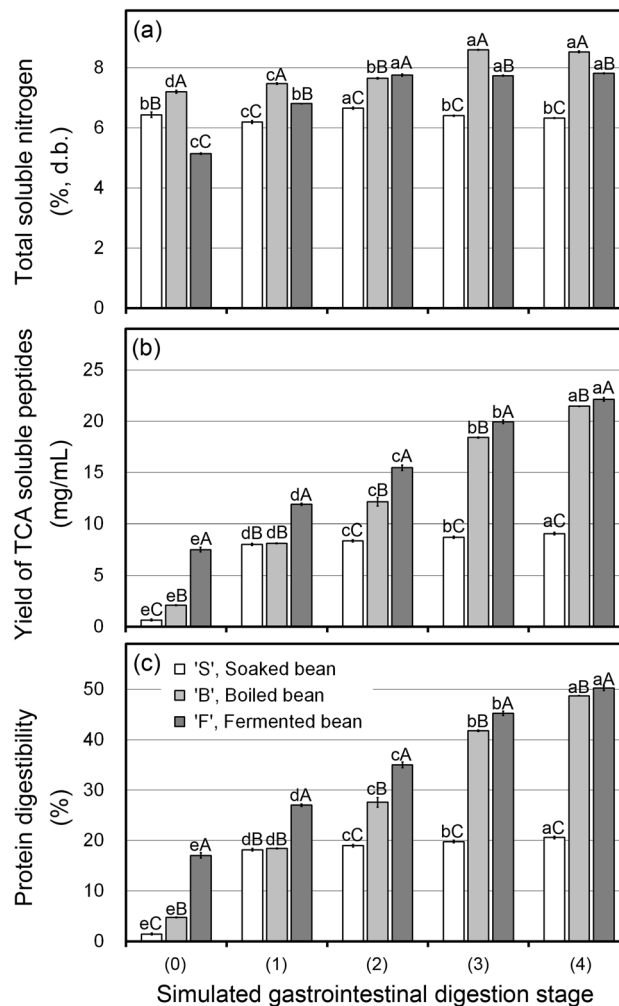 (a)
Total soluble nitrogen
(%, d.b.)
8
6
4
2
0
bB dA cC
cC cA bB
aC bB aA
bC aA aB
bC aA aB
(b)
Yield of TCA soluble peptides
(mg/mL)
25
20
15
10
5
0
eC eB eA
dB dB dA
cC cB cA
bC bB bA
aC aB aA
(c)
'S', Soaked bean
'B', Boiled bean
'F', Fermented bean
Protein digestibility
(%)
50
40
30
20
10
0
eC eB eA
dB dB dA
cC cB cA
bC bB bA
aC aB aA
(0) (1) (2) (3) (4)
Simulated gastrointestinal digestion stage